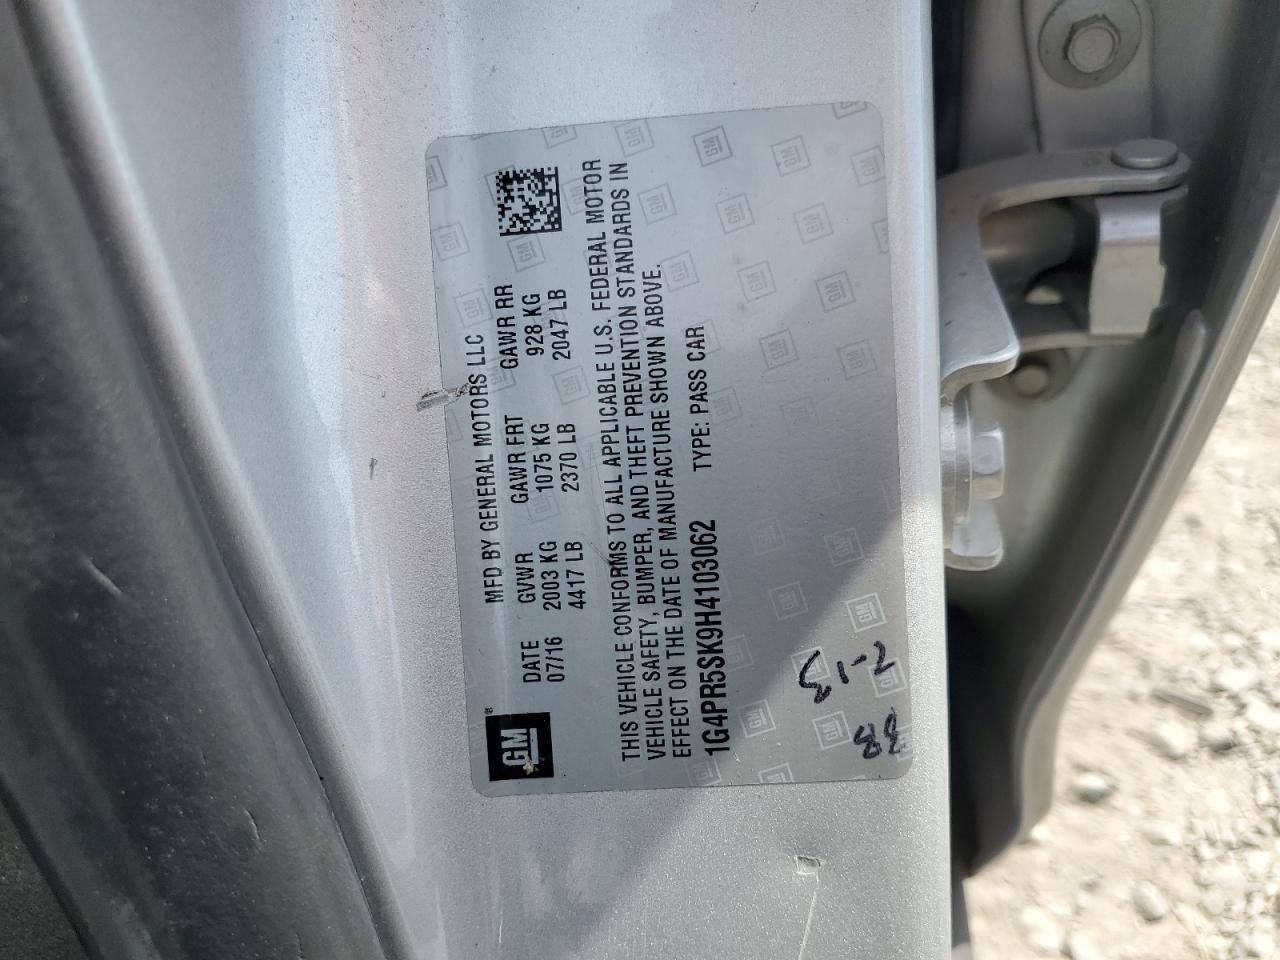 GM
MFD BY GENERAL MOTORS LLC
DATE GVWR GAWR FRT GAWR RR
07/16 2003 KG 1075 KG 928 KG
4417 LB 2370 LB 2047 LB
THIS VEHICLE CONFORMS TO ALL APPLICABLE U.S. FEDERAL MOTOR
VEHICLE SAFETY, BUMPER, AND THEFT PREVENTION STANDARDS IN
EFFECT ON THE DATE OF MANUFACTURE SHOWN ABOVE.
1G4PR5SK9H4103062 TYPE: PASS CAR